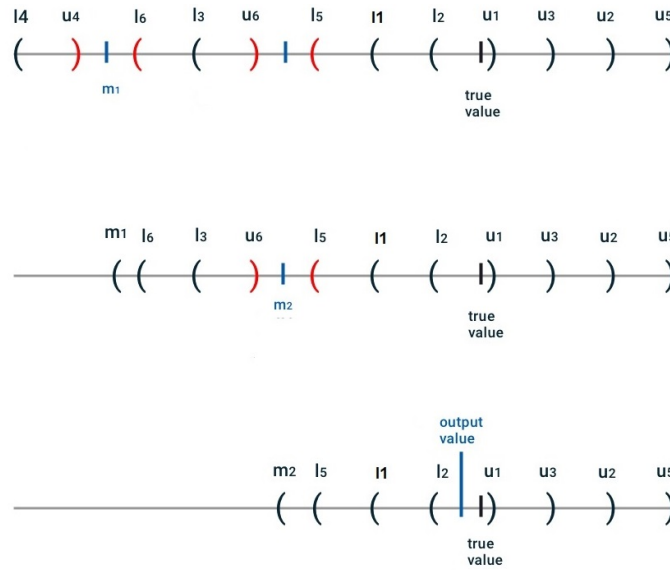 l4 u4 l6 l3 u6 l5 l1 l2 u1 u3 u2 u5
m1
true
value
m1 l6 l3 u6 l5 l1 l2 u1 u3 u2
m2
true
value
output
value
m2 l5 l1 l2 u1 u3 u2 u5
true
value